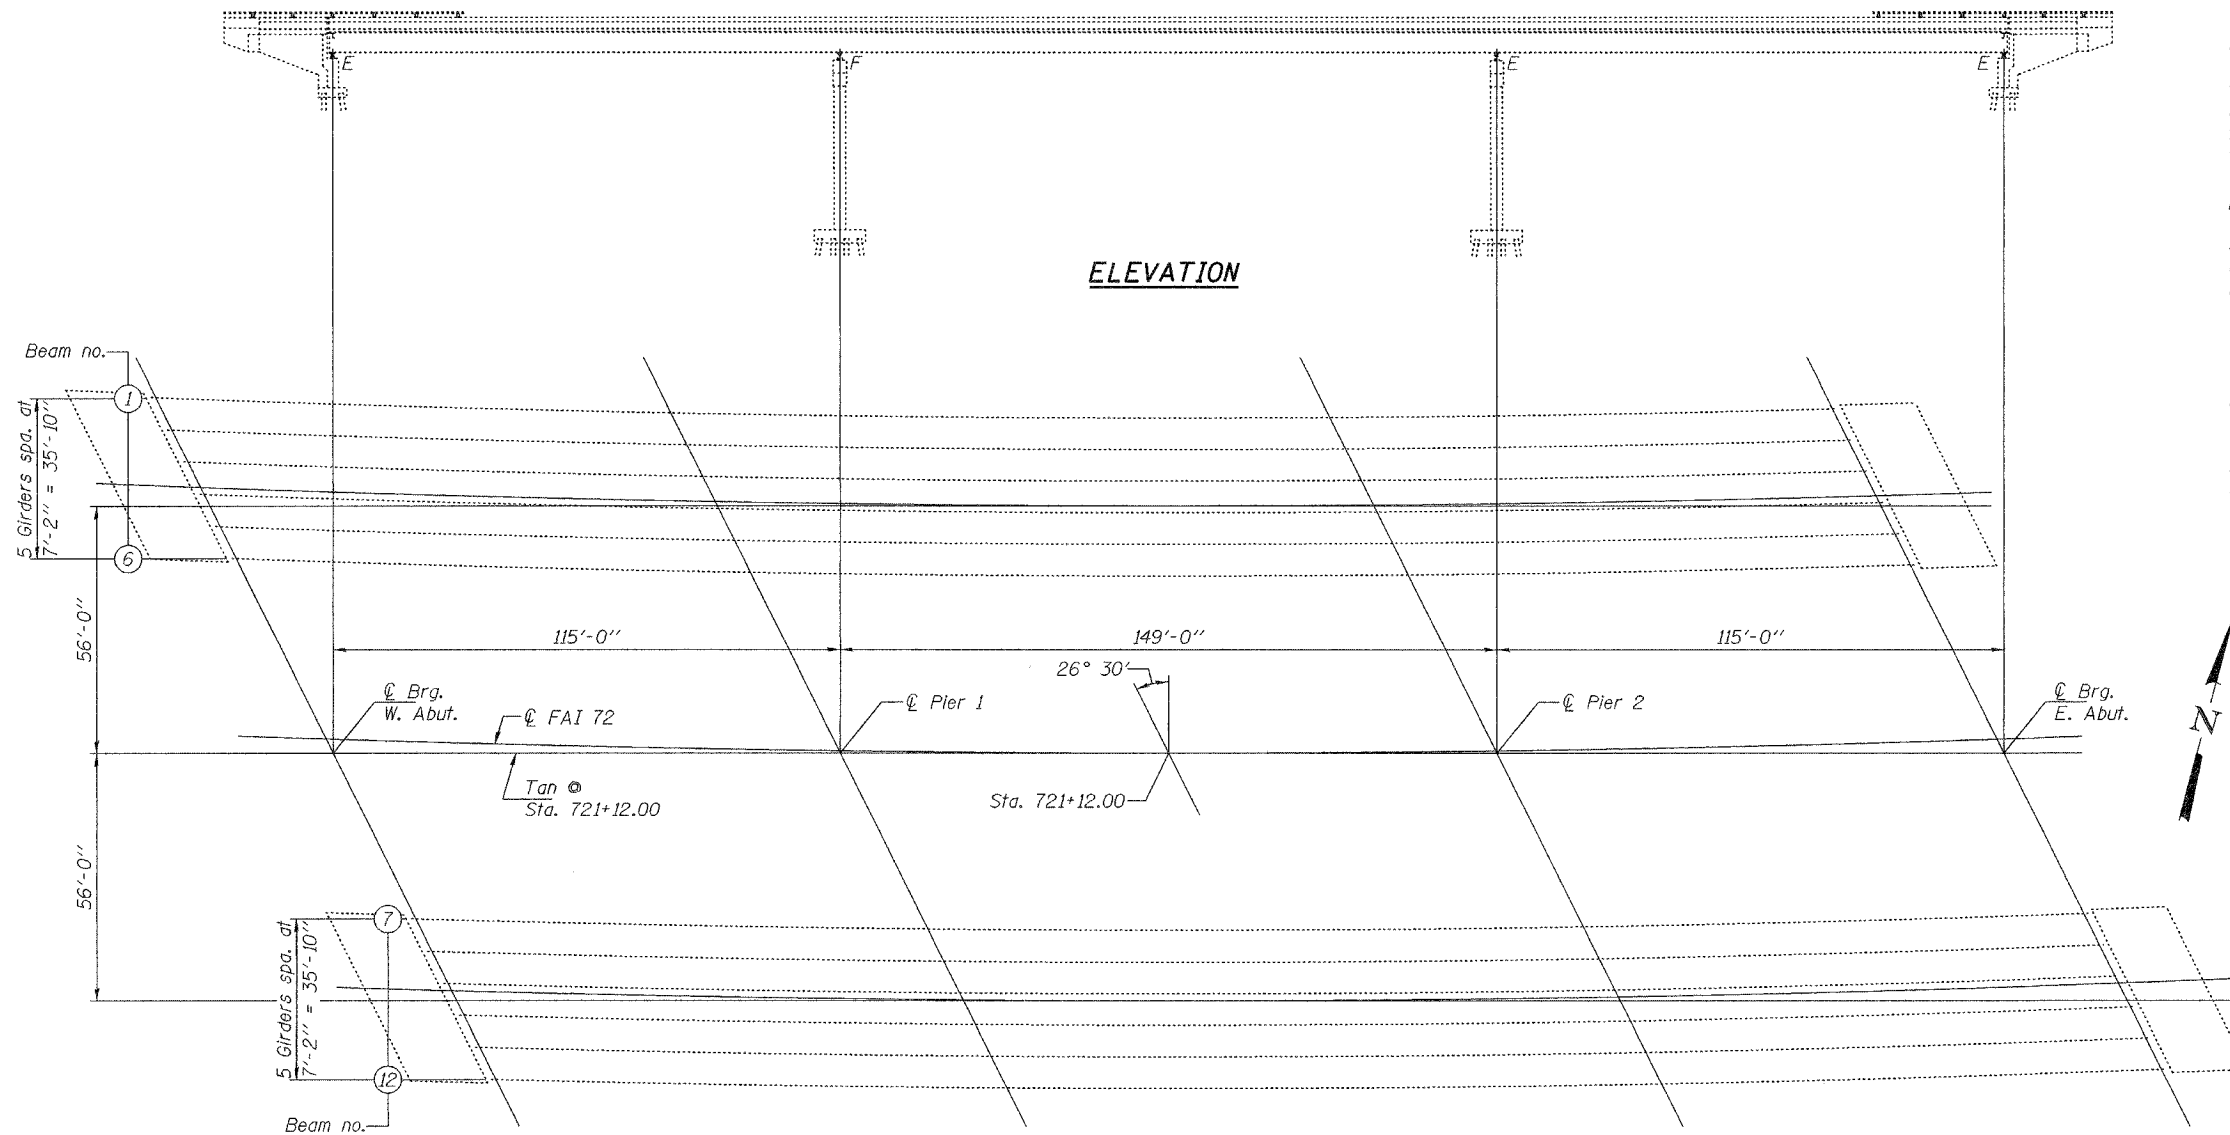 E
F
E
E
ELEVATION
Beam no.
1
5 Girders spa. at
7'-2" = 35'-10"
6
56'-0"
115'-0"
149'-0"
115'-0"
26° 30'
℄ Brg.
W. Abut.
℄ FAI 72
℄ Pier 1
℄ Pier 2
℄ Brg.
E. Abut.
N
Tan @
Sta. 721+12.00
Sta. 721+12.00
56'-0"
7
5 Girders spa. at
7'-2" = 35'-10"
12
Beam no.